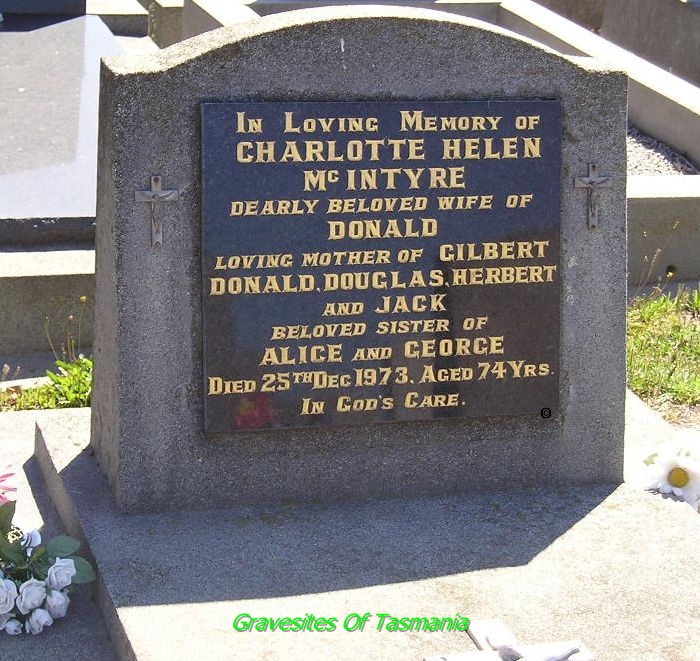 In Loving Memory of
CHARLOTTE HELEN
McINTYRE
DEARLY BELOVED WIFE OF
DONALD
LOVING MOTHER OF GILBERT
DONALD, DOUGLAS, HERBERT
AND JACK
BELOVED SISTER OF
ALICE AND GEORGE
Died 25TH Dec 1973. Aged 74 Yrs.
In God's Care.
Gravesites Of Tasmania